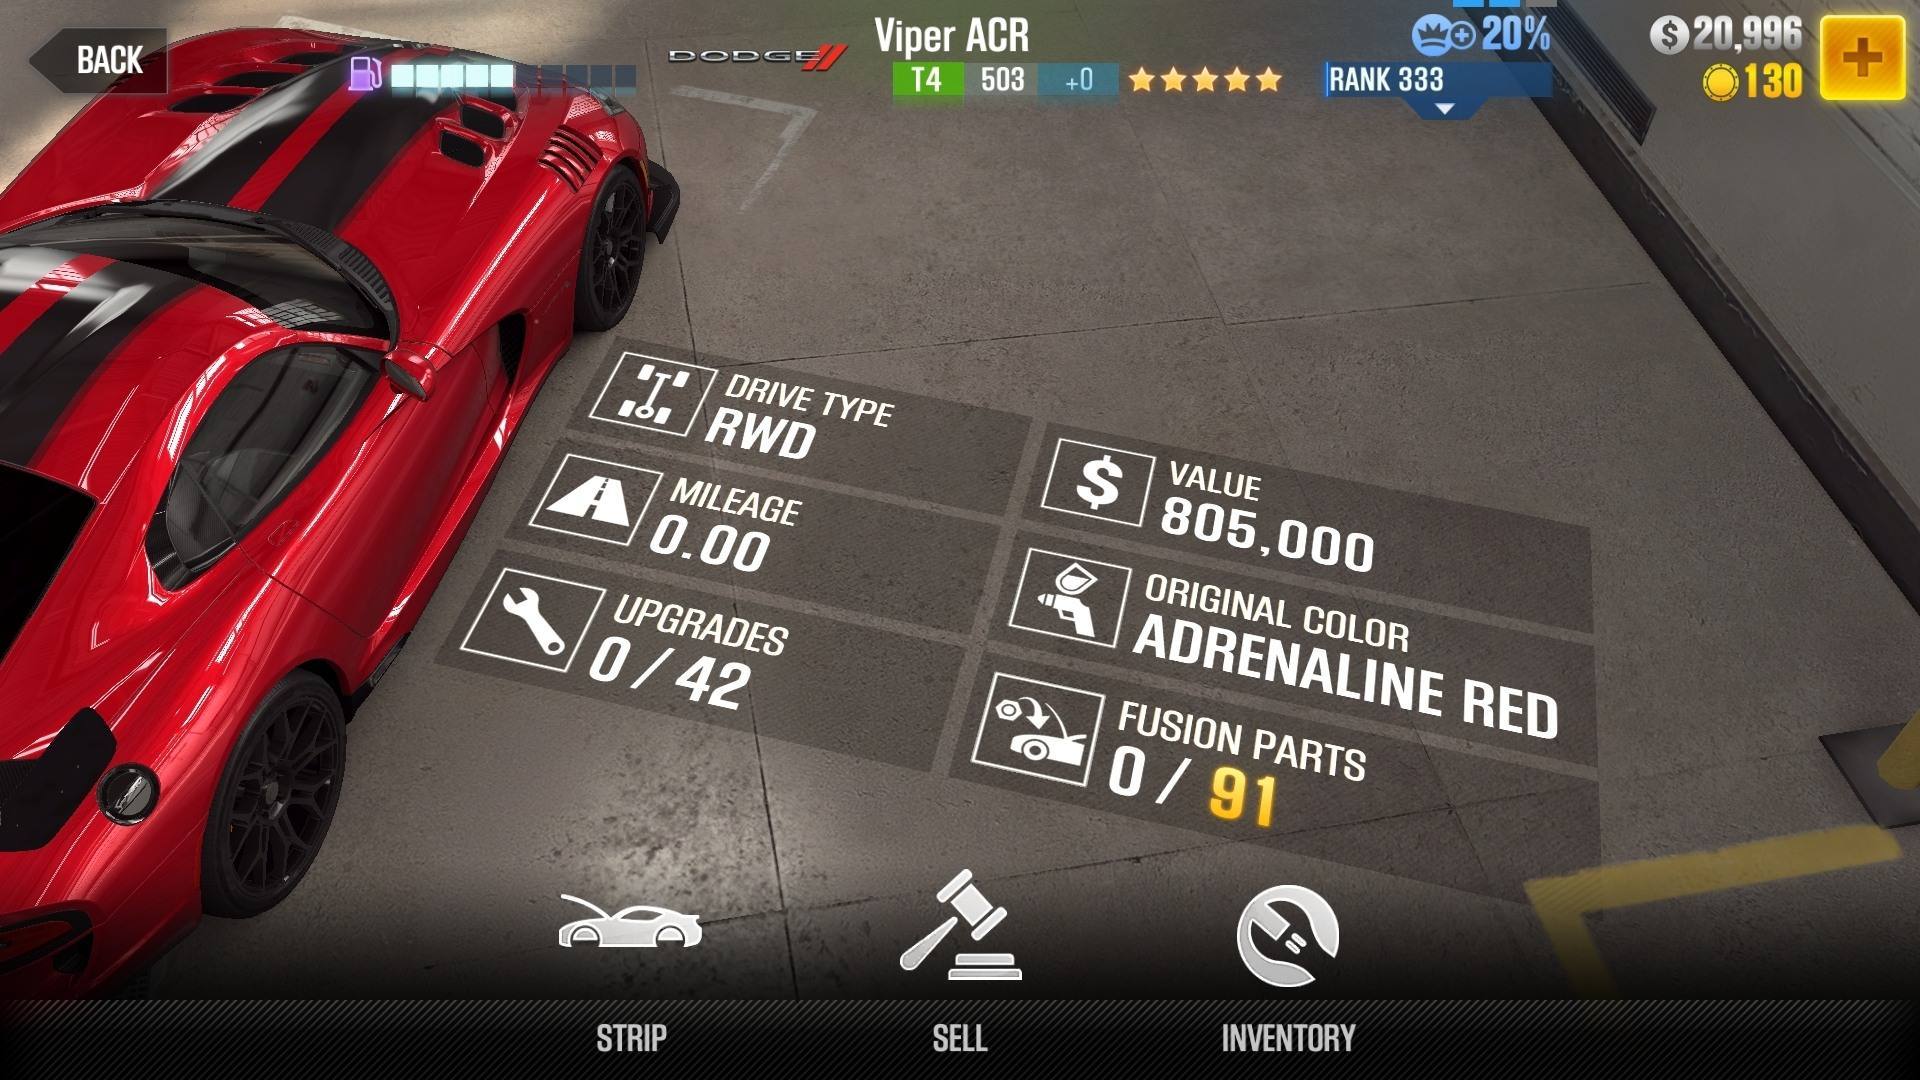 BACK
DODGE
Viper ACR
T4 503 +0
RANK 333
20%
$ 20,996
130
DRIVE TYPE
RWD
MILEAGE
0.00
UPGRADES
0 / 42
$
VALUE
805,000
ORIGINAL COLOR
ADRENALINE RED
FUSION PARTS
0 / 91
STRIP
SELL
INVENTORY